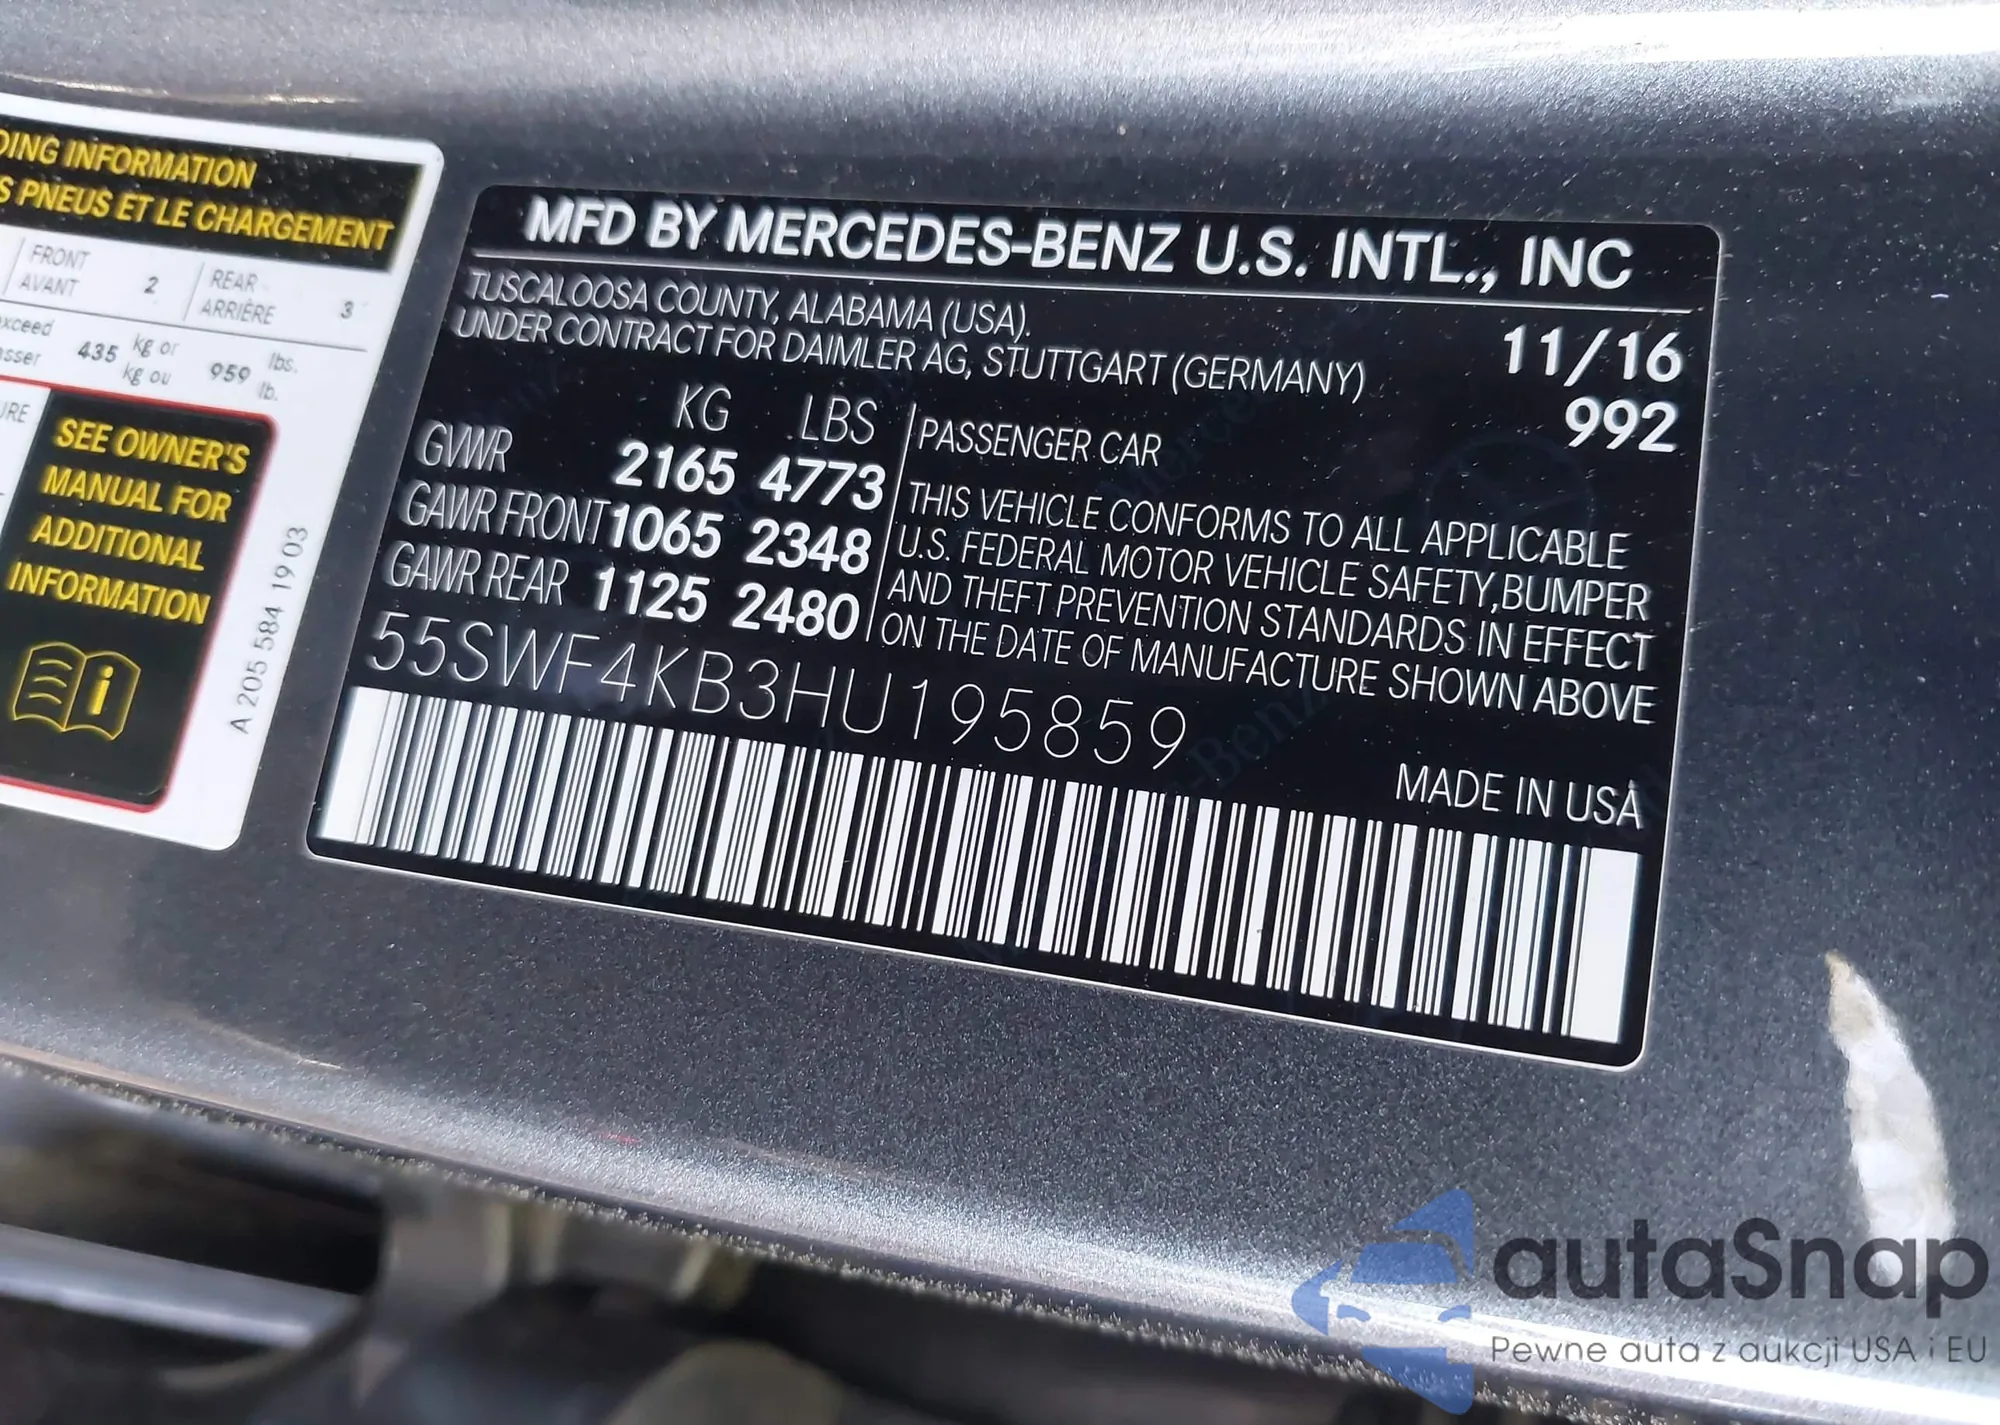 DING INFORMATION
S PNEUS ET LE CHARGEMENT
FRONT
AVANT
2
REAR
ARRIÈRE
3
exceed
asser
435
kg or
kg ou
959
lbs.
lb.
URE
SEE OWNER'S
MANUAL FOR
ADDITIONAL
INFORMATION
A 205 584 19 03
MFD BY MERCEDES-BENZ U.S. INTL., INC
TUSCALOOSA COUNTY, ALABAMA (USA).
UNDER CONTRACT FOR DAIMLER AG, STUTTGART (GERMANY)
11/16
992
KG LBS
GVWR 2165 4773
GAWR FRONT 1065 2348
GAWR REAR 1125 2480
PASSENGER CAR
THIS VEHICLE CONFORMS TO ALL APPLICABLE
U.S. FEDERAL MOTOR VEHICLE SAFETY, BUMPER
AND THEFT PREVENTION STANDARDS IN EFFECT
ON THE DATE OF MANUFACTURE SHOWN ABOVE
55SWF4KB3HU195859
MADE IN USA
autaSnap
Pewne auta z aukcji USA i EU